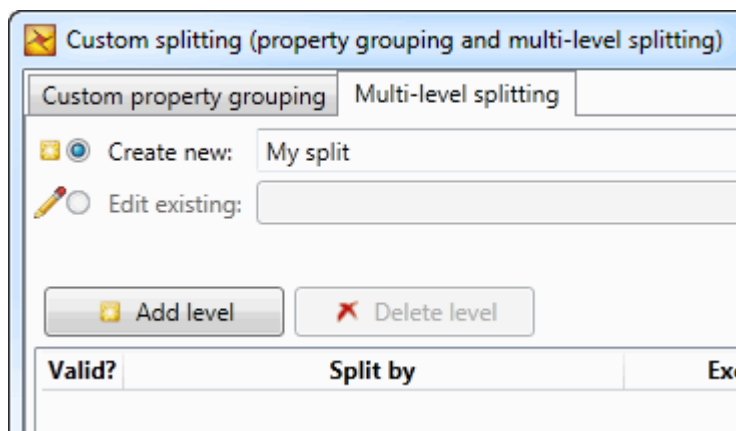 Custom splitting (property grouping and multi-level splitting)
Custom property grouping Multi-level splitting
Create new: My split
Edit existing:
Add level Delete level
Valid? Split by